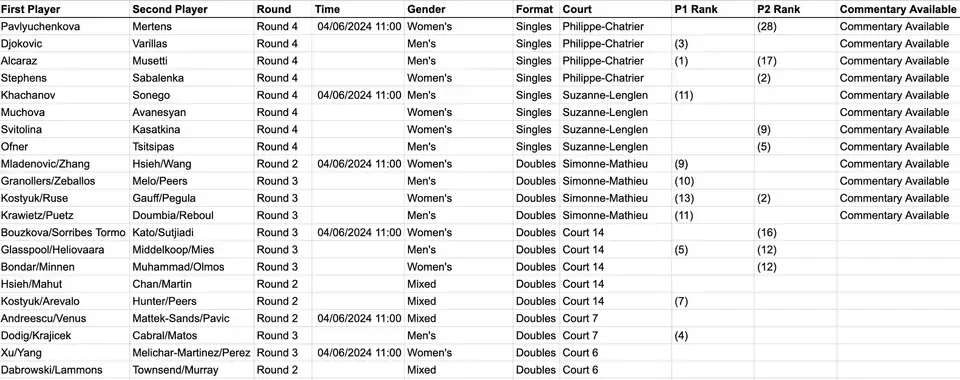 First Player Second Player Round Time Gender Format Court P1 Rank P2 Rank Commentary Available
Pavlyuchenkova Mertens Round 4 04/06/2024 11:00 Women's Singles Philippe-Chatrier (28) Commentary Available
Djokovic Varillas Round 4 Men's Singles Philippe-Chatrier (3) Commentary Available
Alcaraz Musetti Round 4 Men's Singles Philippe-Chatrier (1) (17) Commentary Available
Stephens Sabalenka Round 4 Women's Singles Philippe-Chatrier (2) Commentary Available
Khachanov Sonego Round 4 04/06/2024 11:00 Men's Singles Suzanne-Lenglen (11) Commentary Available
Muchova Avanesyan Round 4 Women's Singles Suzanne-Lenglen Commentary Available
Svitolina Kasatkina Round 4 Women's Singles Suzanne-Lenglen (9) Commentary Available
Ofner Tsitsipas Round 4 Men's Singles Suzanne-Lenglen (5) Commentary Available
Mladenovic/Zhang Hsieh/Wang Round 2 04/06/2024 11:00 Women's Doubles Simonne-Mathieu (9) Commentary Available
Granollers/Zeballos Melo/Peers Round 3 Men's Doubles Simonne-Mathieu (10) Commentary Available
Kostyuk/Ruse Gauff/Pegula Round 3 Women's Doubles Simonne-Mathieu (13) (2) Commentary Available
Krawietz/Puetz Doumbia/Reboul Round 3 Men's Doubles Simonne-Mathieu (11) Commentary Available
Bouzkova/Sorribes Tormo Kato/Sutjiadi Round 3 04/06/2024 11:00 Women's Doubles Court 14 (16)
Glasspool/Heliovaara Middelkoop/Mies Round 3 Men's Doubles Court 14 (5) (12)
Bondar/Minnen Muhammad/Olmos Round 3 Women's Doubles Court 14 (12)
Hsieh/Mahut Chan/Martin Round 2 Mixed Doubles Court 14
Kostyuk/Arevalo Hunter/Peers Round 2 Mixed Doubles Court 14 (7)
Andreescu/Venus Mattek-Sands/Pavic Round 2 04/06/2024 11:00 Mixed Doubles Court 7
Dodig/Krajicek Cabral/Matos Round 3 Men's Doubles Court 7 (4)
Xu/Yang Melichar-Martinez/Perez Round 3 04/06/2024 11:00 Women's Doubles Court 6
Dabrowski/Lammons Townsend/Murray Round 2 Mixed Doubles Court 6